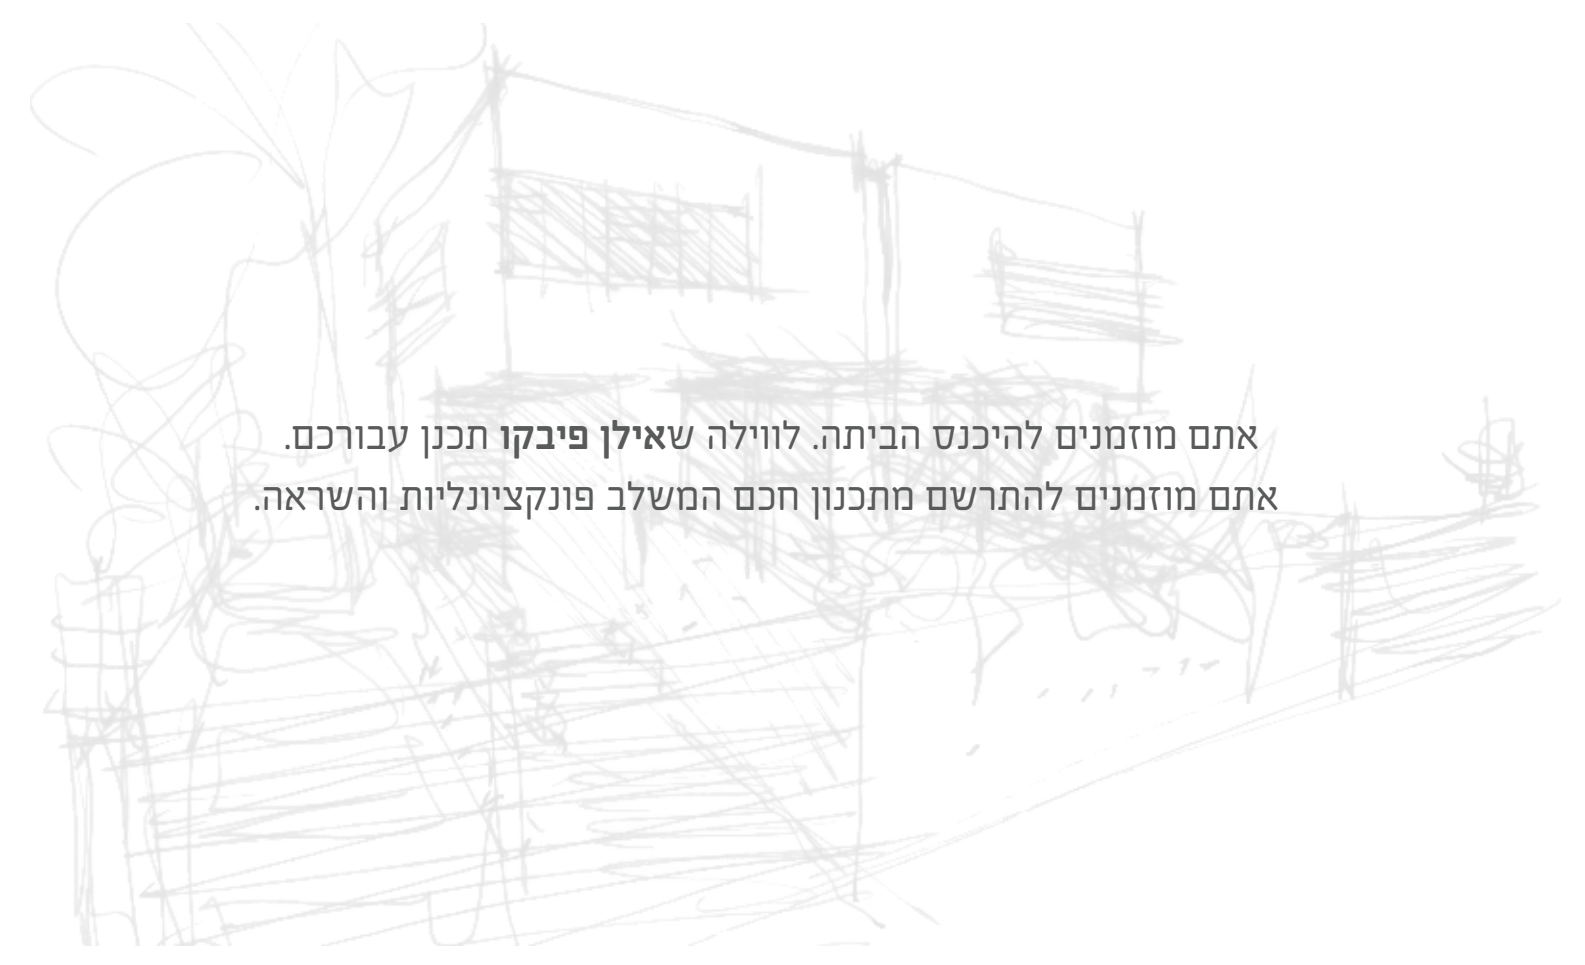 אתם מוזמנים להיכנס הביתה. לווילה שאילן פיבקו תכנן עבורכם.
אתם מוזמנים להתרשם מתכנון חכם המשלב פונקציונליות והשראה.